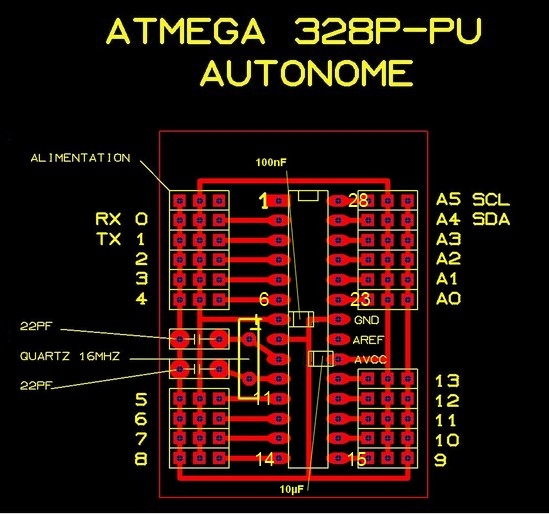 ATMEGA 328P-PU
AUTONOME
100nF
ALIMENTATION
1 28 A5 SCL
RX 0 A4 SDA
TX 1 A3
2 A2
3 A1
4 6 23 A0
1 GND
22PF
AREF
QUARTZ 16MHZ AVCC
22PF 13
5 11 12
6 11
7 10
8 14 15 9
10µF